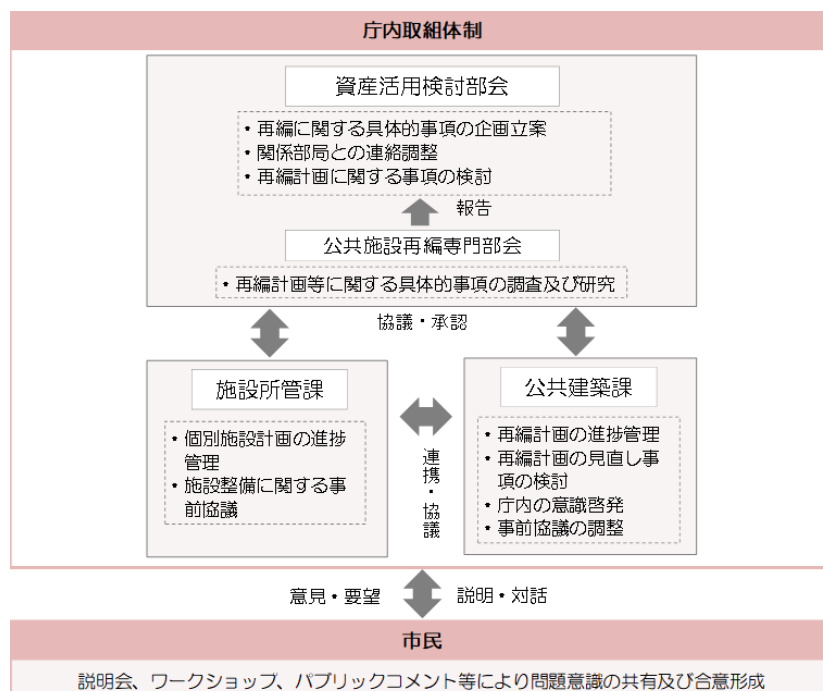 庁内取組体制
資産活用検討部会
・再編に関する具体的事項の企画立案
・関係部局との連絡調整
・再編計画に関する事項の検討
報告
公共施設再編専門部会
・再編計画等に関する具体的事項の調査及び研究
協議・承認
施設所管課
・個別施設計画の進捗
管理
・施設整備に関する事
前協議
連携・協議
公共建築課
・再編計画の進捗管理
・再編計画の見直し事
項の検討
・庁内の意識啓発
・事前協議の調整
意見・要望
説明・対話
市民
説明会、ワークショップ、パブリックコメント等により問題意識の共有及び合意形成